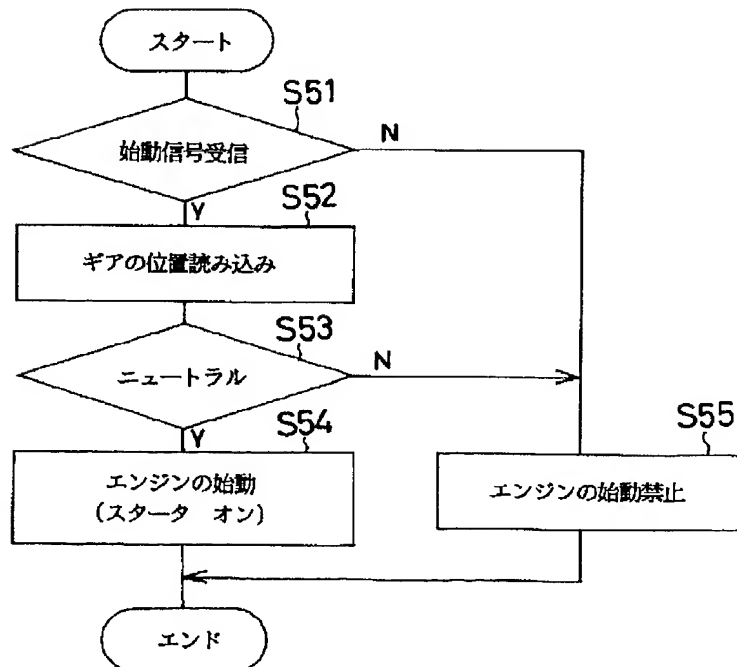 スタート
S51
始動信号受信
N
Y
S52
ギアの位置読み込み
S53
ニュートラル
N
Y
S54
エンジンの始動
(スタータ オン)
S55
エンジンの始動禁止
エンド